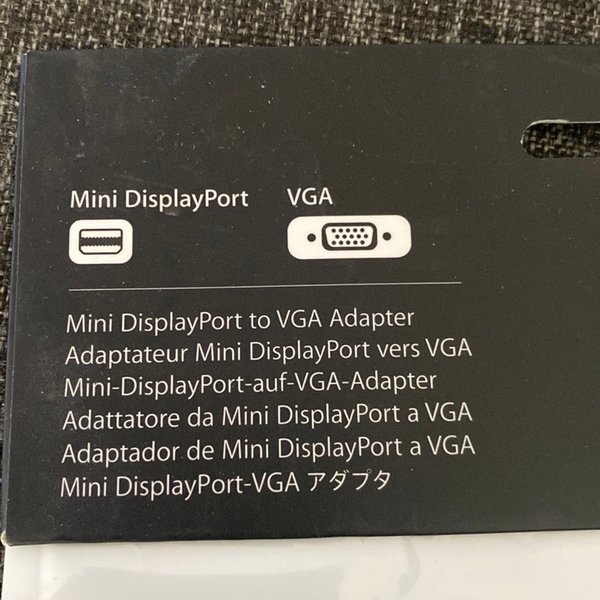 Mini DisplayPort VGA
Mini DisplayPort to VGA Adapter
Adaptateur Mini DisplayPort vers VGA
Mini-DisplayPort-auf-VGA-Adapter
Adattatore da Mini DisplayPort a VGA
Adaptador de Mini DisplayPort a VGA
Mini DisplayPort-VGA アダプタ